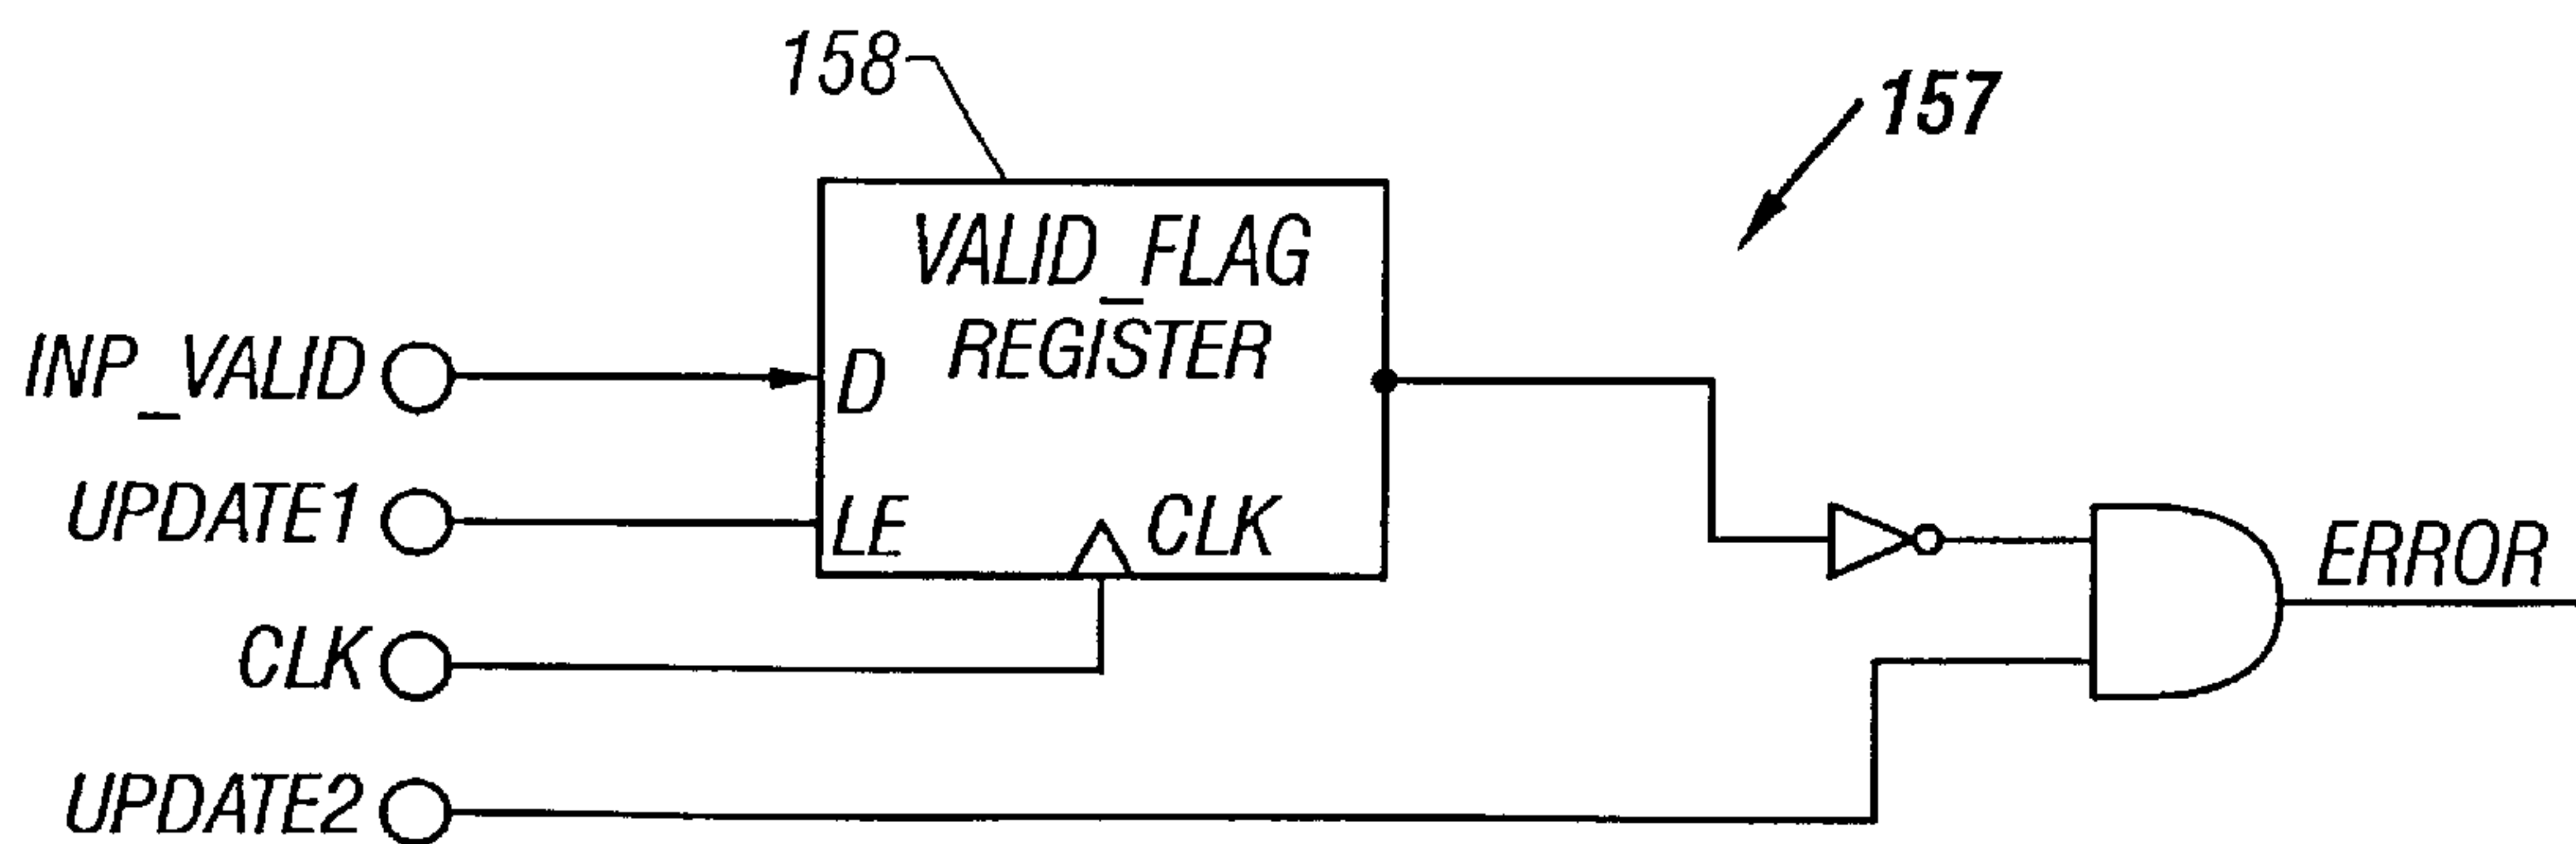 158
157
VALID_FLAG
REGISTER
INP_VALID
D
UPDATE1
LE
CLK
ERROR
CLK
UPDATE2